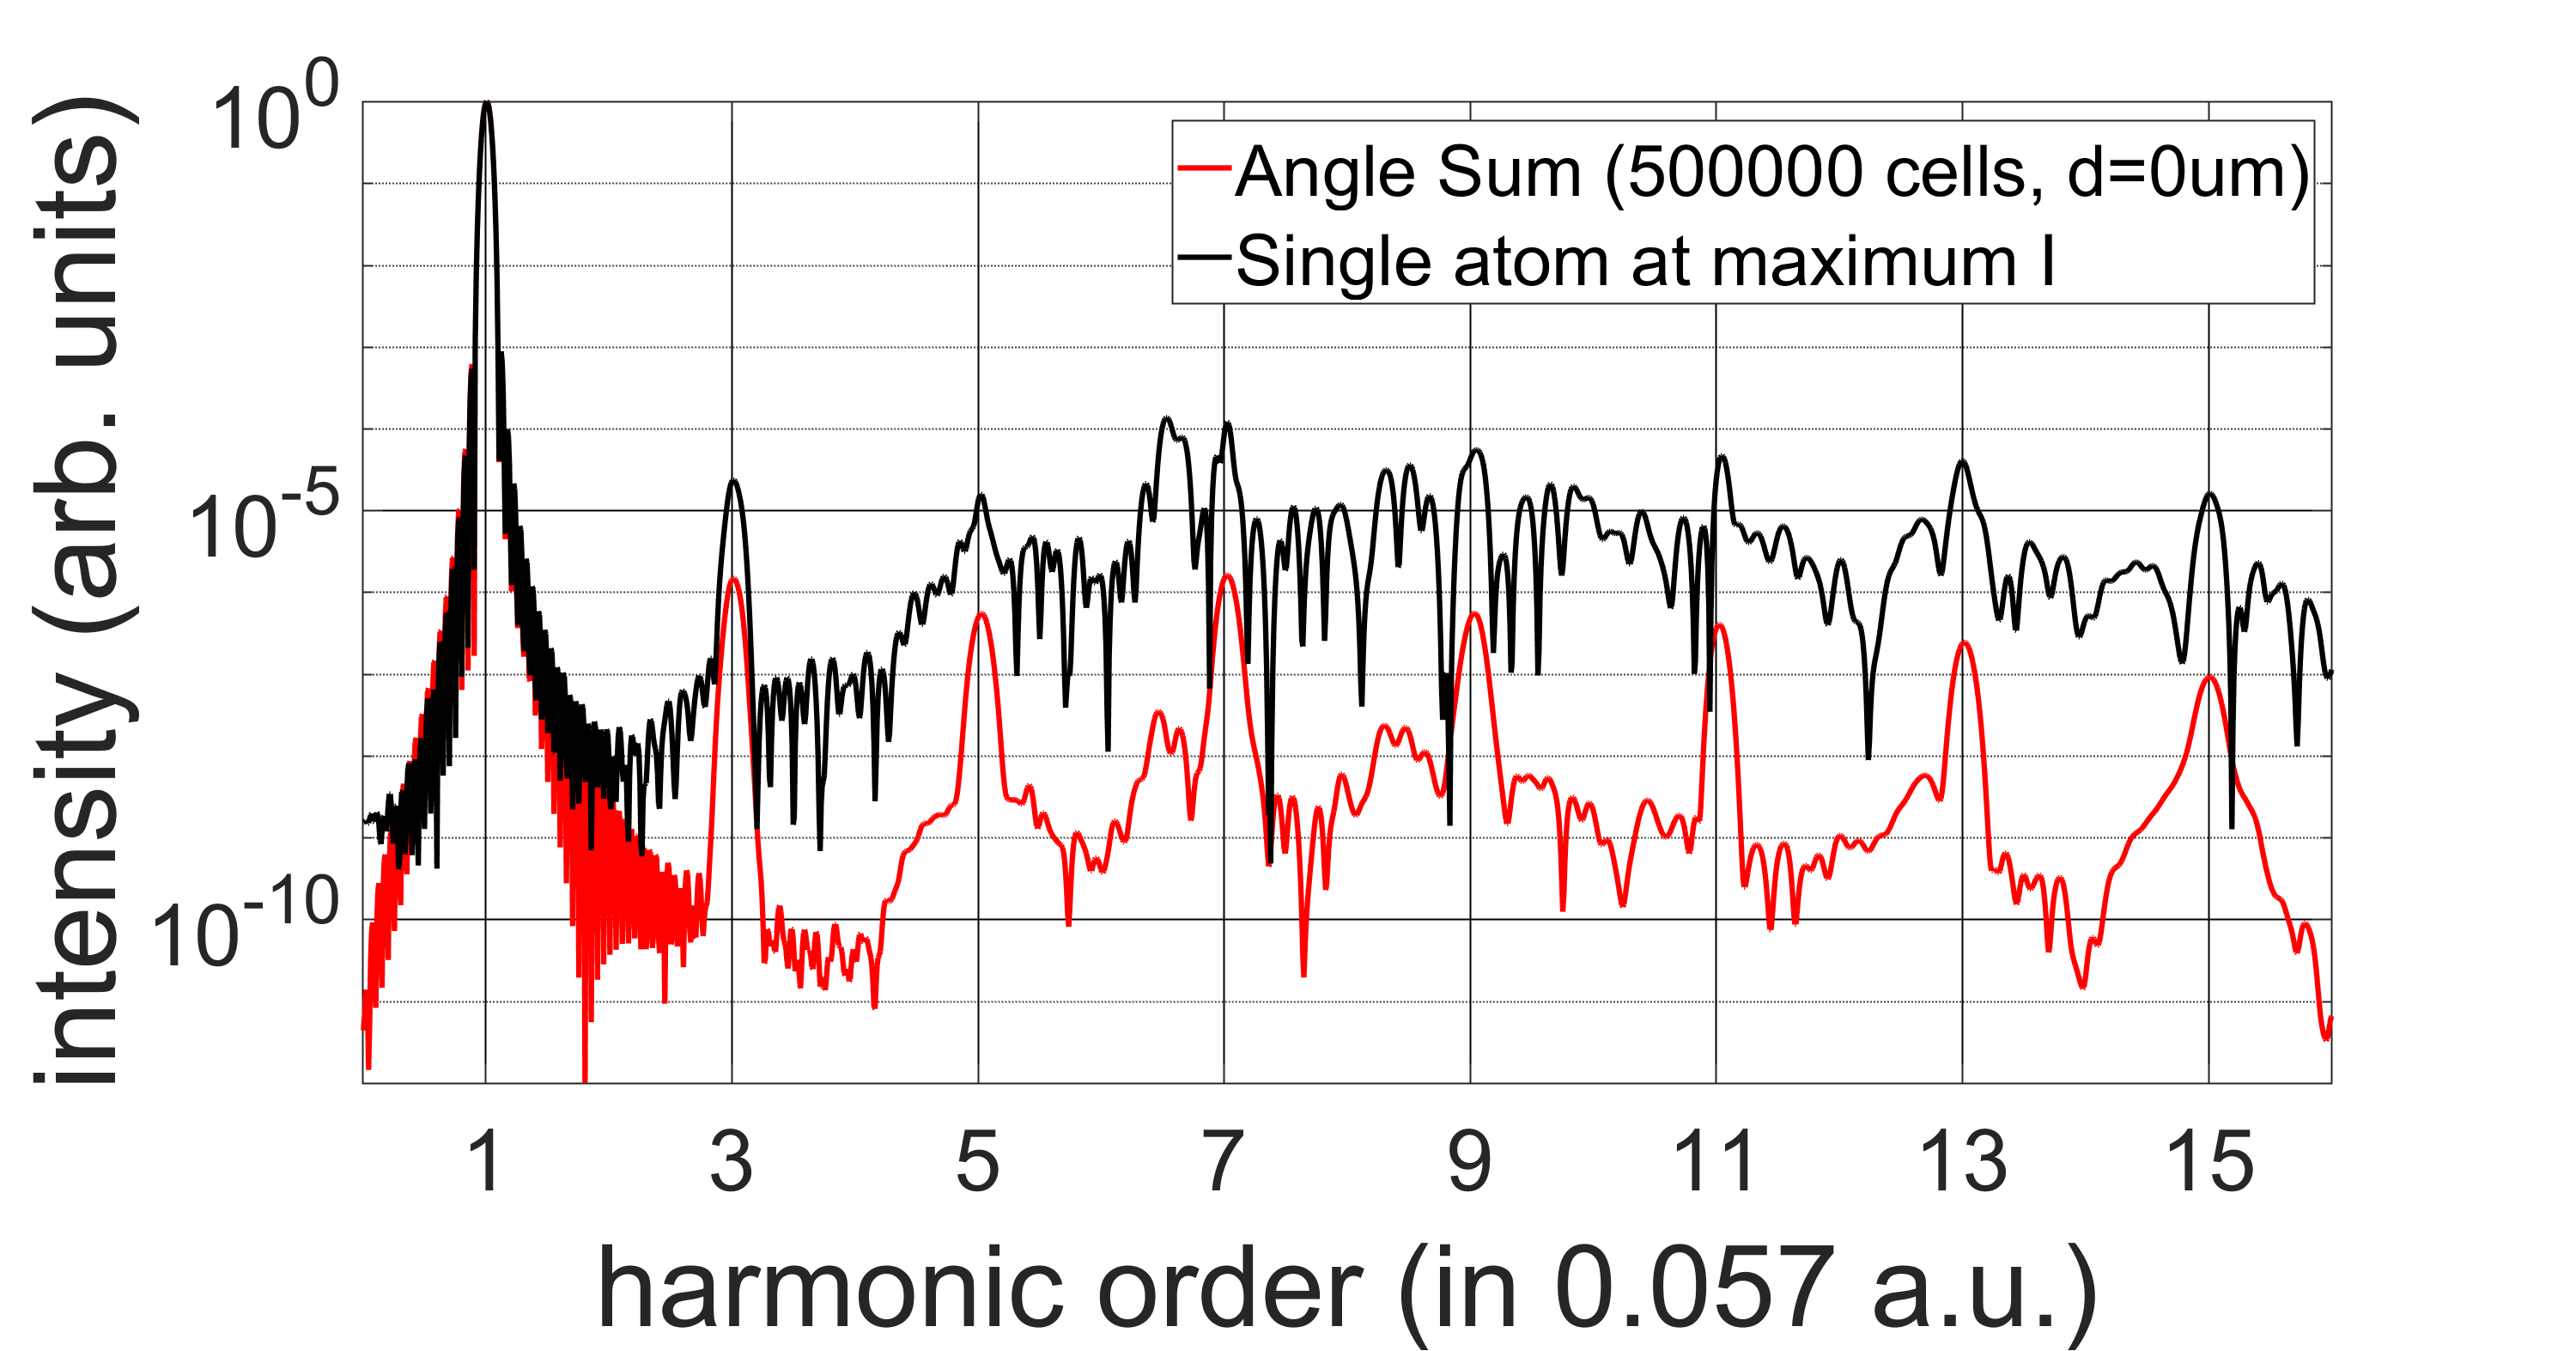 intensity (arb. units)
10^0
10^-5
10^-10
Angle Sum (500000 cells, d=0um)
Single atom at maximum I
1 3 5 7 9 11 13 15
harmonic order (in 0.057 a.u.)